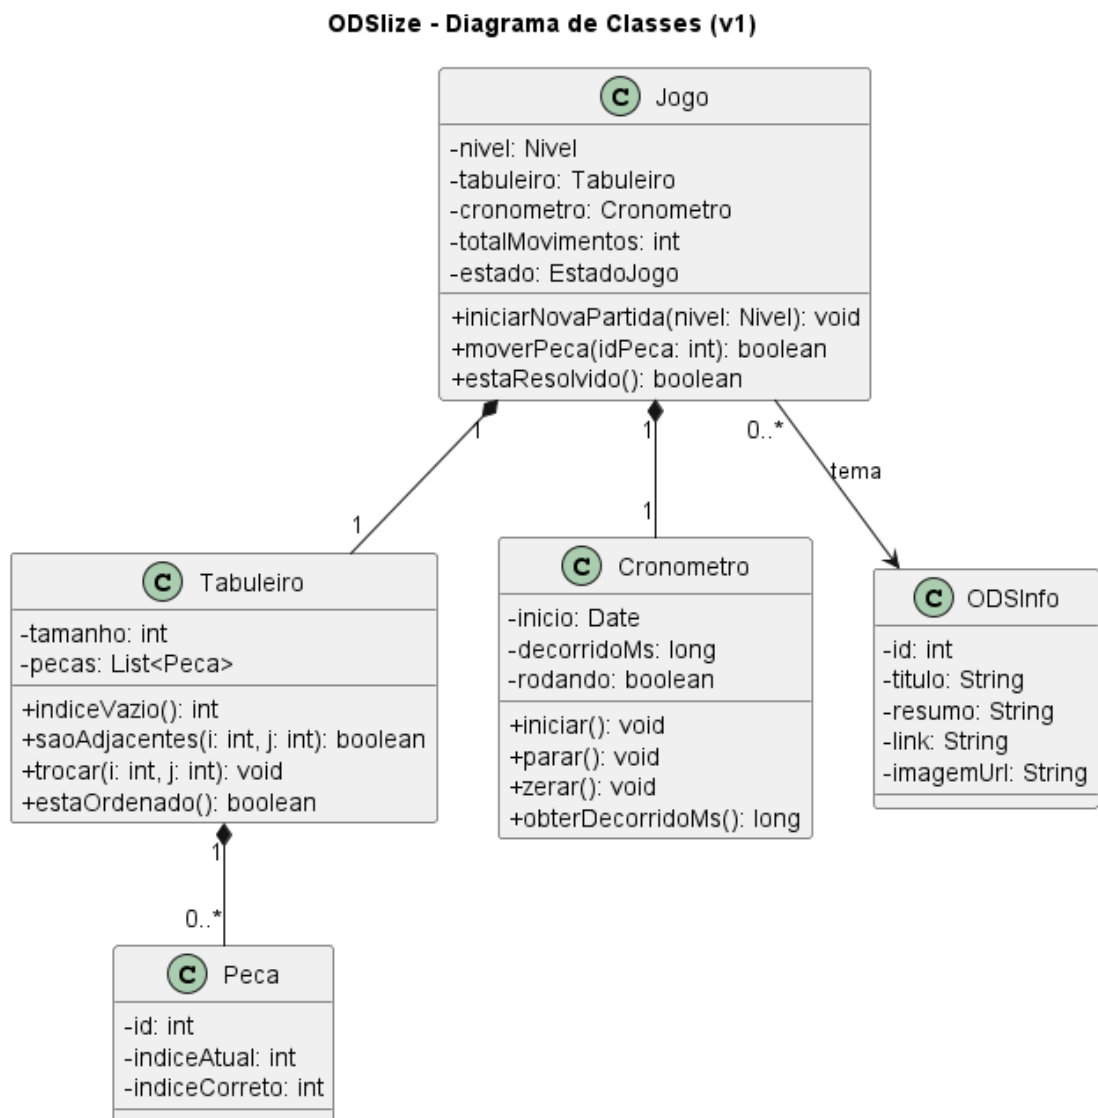 ODSlize - Diagrama de Classes (v1)
C Jogo
-nivel: Nivel
-tabuleiro: Tabuleiro
-cronometro: Cronometro
-totalMovimentos: int
-estado: EstadoJogo
+iniciarNovaPartida(nivel: Nivel): void
+moverPeca(idPeca: int): boolean
+estaResolvido(): boolean
1
1
0..*
tema
1
1
C Tabuleiro
-tamanho: int
-pecas: List<Peca>
+indiceVazio(): int
+saoAdjacentes(i: int, j: int): boolean
+trocar(i: int, j: int): void
+estaOrdenado(): boolean
C Cronometro
-inicio: Date
-decorridoMs: long
-rodando: boolean
+iniciar(): void
+parar(): void
+zerar(): void
+obterDecorridoMs(): long
C ODSInfo
-id: int
-titulo: String
-resumo: String
-link: String
-imagemUrl: String
1
0..*
C Peca
-id: int
-indiceAtual: int
-indiceCorreto: int